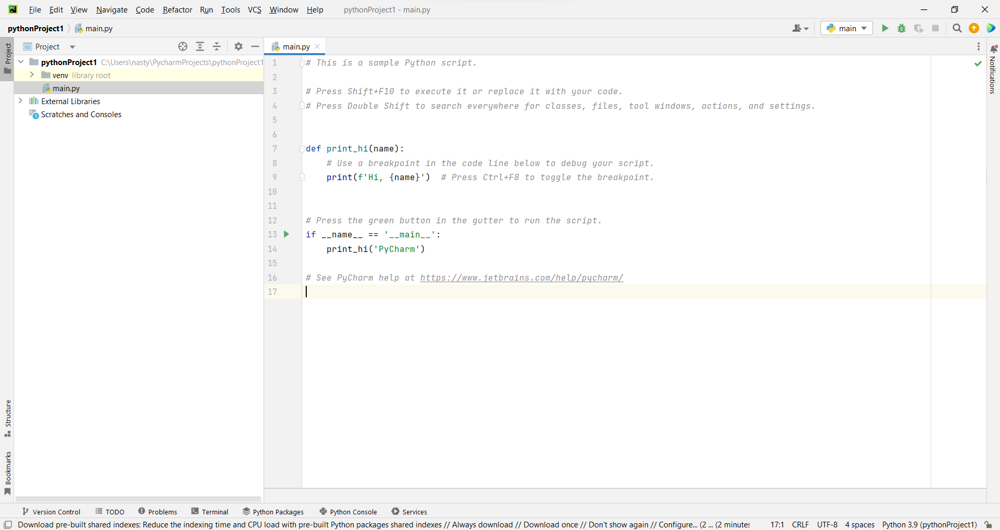 PC File Edit View Navigate Code Refactor Run Tools VCS Window Help pythonProject1 - main.py
pythonProject1 main.py main
Project
Project
main.py
pythonProject1 C:\Users\nasty\PycharmProjects\pythonProject1
venv library root
main.py
External Libraries
Scratches and Consoles
Structure
Bookmarks
1 # This is a sample Python script.
2
3 # Press Shift+F10 to execute it or replace it with your code.
4 # Press Double Shift to search everywhere for classes, files, tool windows, actions, and settings.
5
6
7 def print_hi(name):
8     # Use a breakpoint in the code line below to debug your script.
9     print(f'Hi, {name}')  # Press Ctrl+F8 to toggle the breakpoint.
10
11
12 # Press the green button in the gutter to run the script.
13 if __name__ == '__main__':
14     print_hi('PyCharm')
15
16 # See PyCharm help at https://www.jetbrains.com/help/pycharm/
17
Notifications
Version Control TODO Problems Terminal Python Packages Python Console Services
Download pre-built shared indexes: Reduce the indexing time and CPU load with pre-built Python packages shared indexes // Always download // Download once // Don't show again // Configure... (2 ... (2 minutes 17:1 CRLF UTF-8 4 spaces Python 3.9 (pythonProject1)